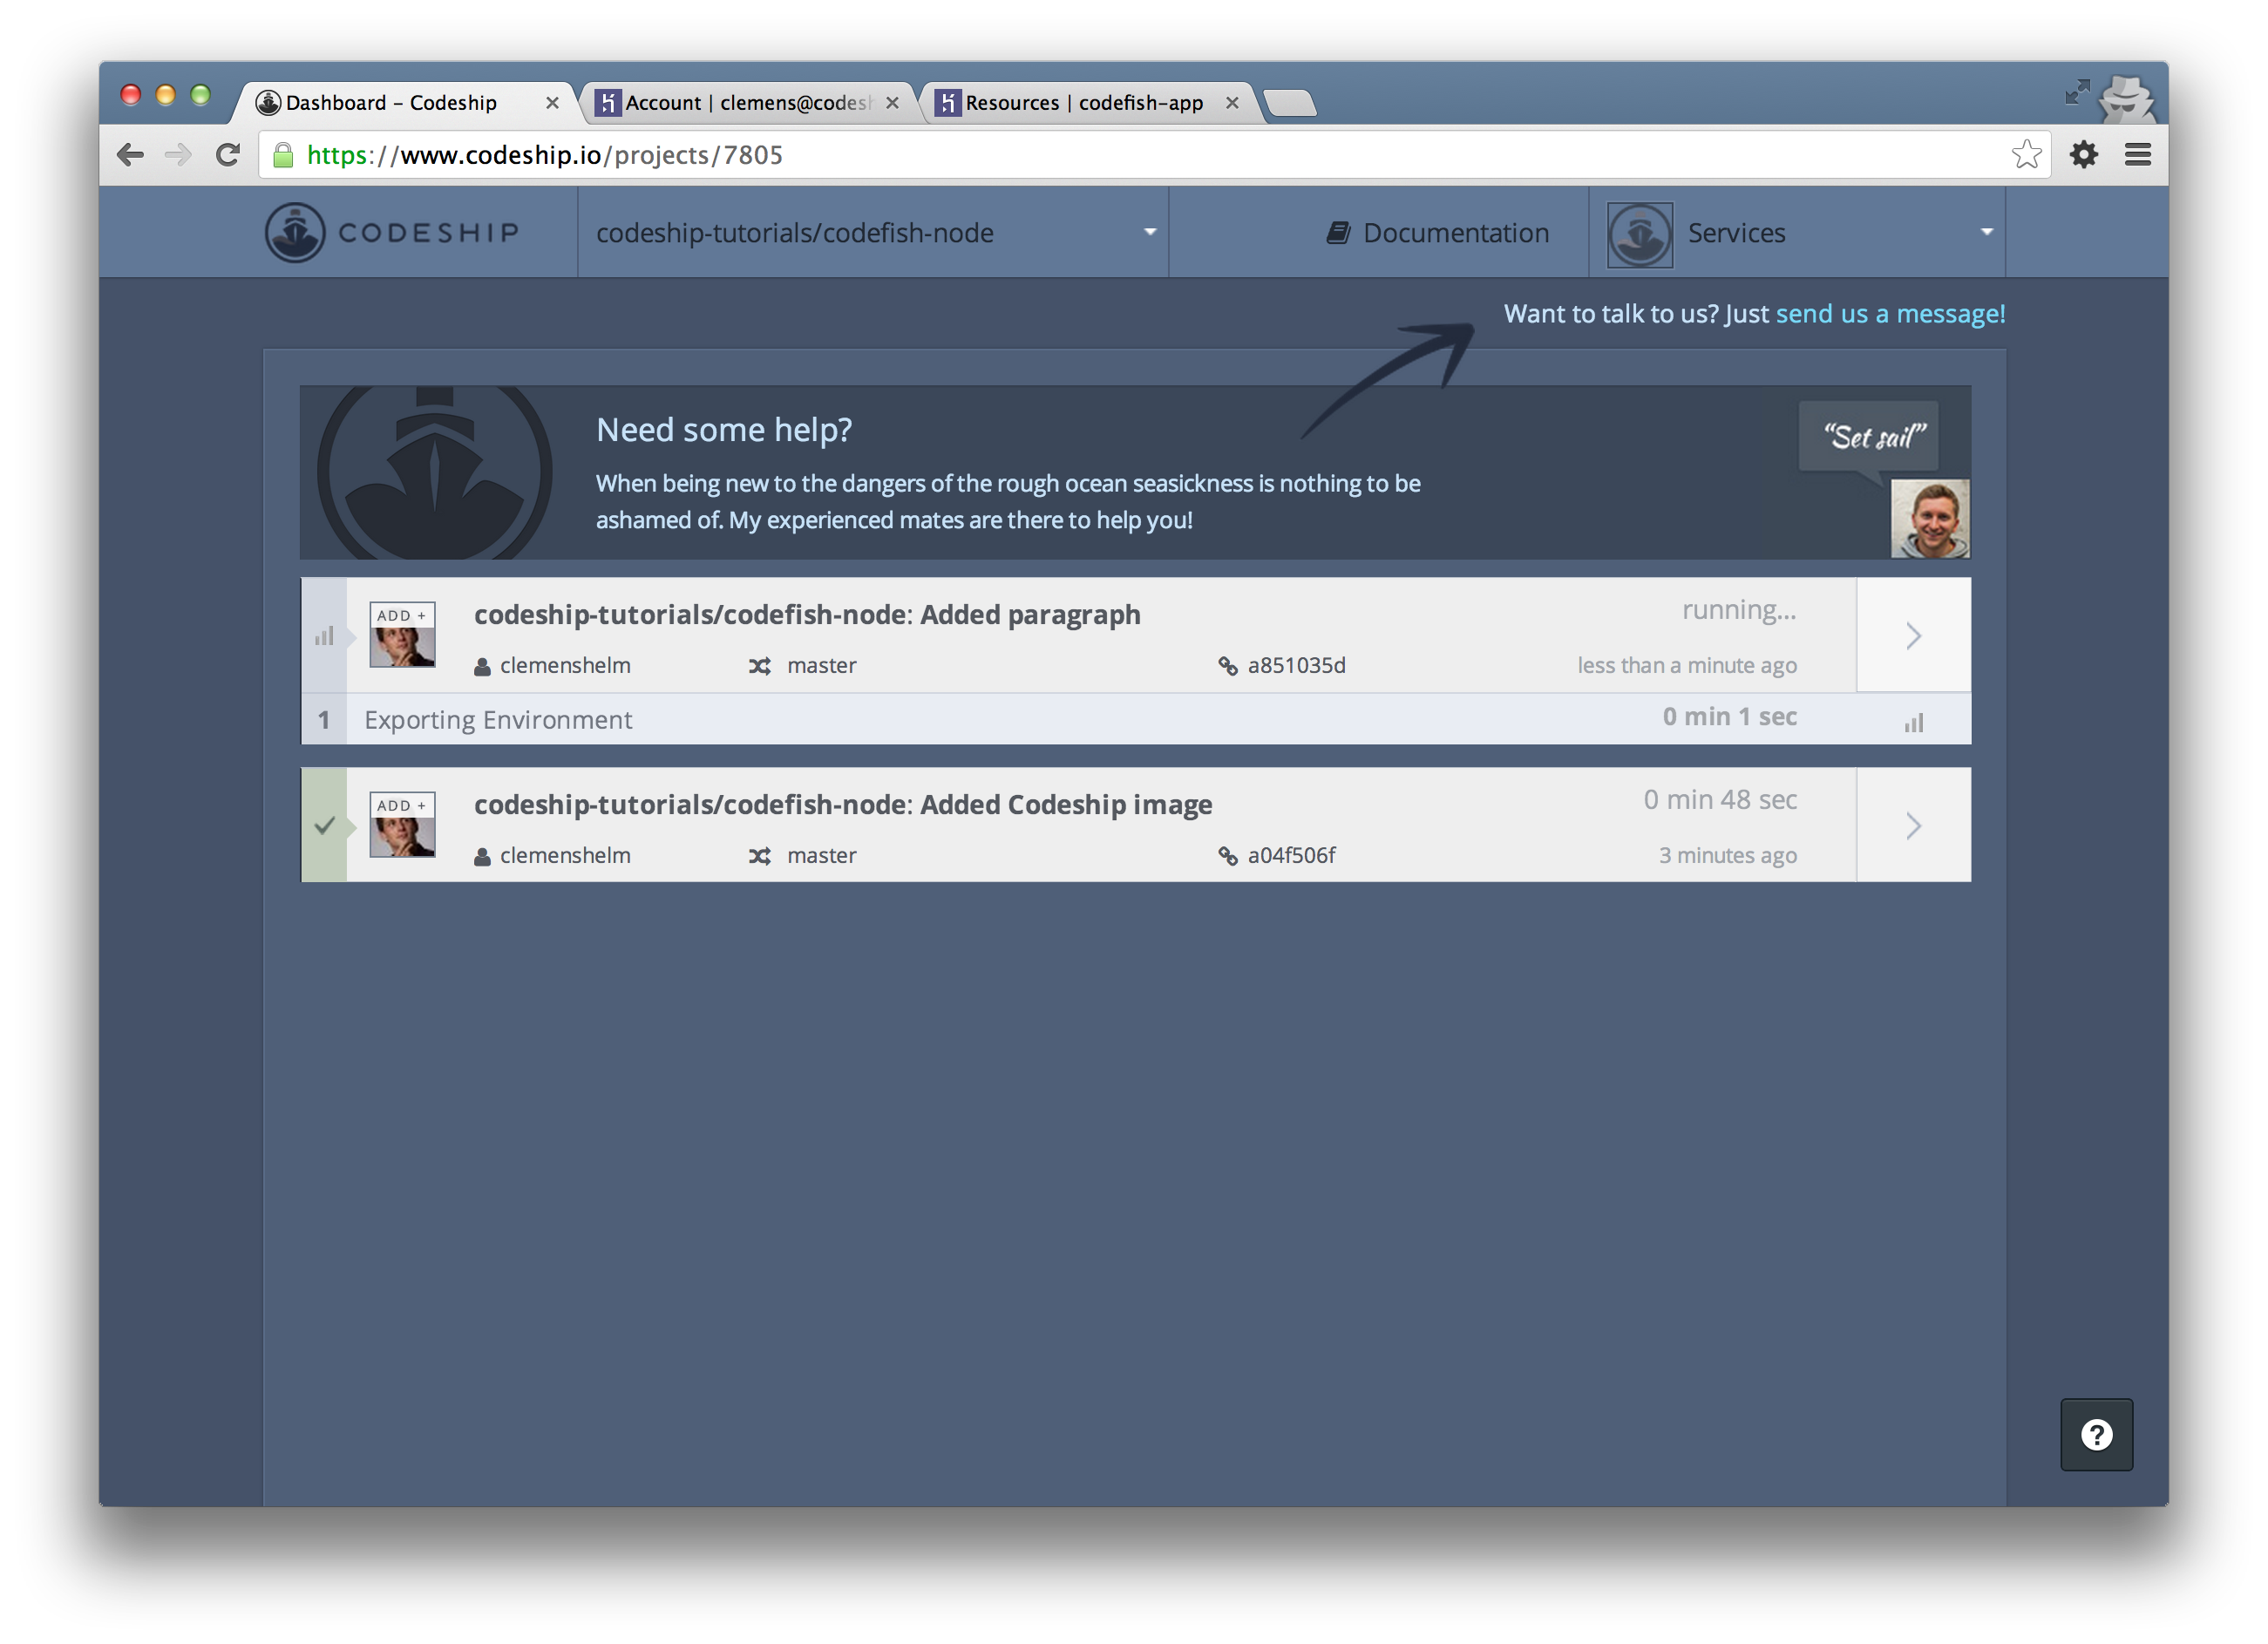 Dashboard – Codeship
Account | clemens@codesh
Resources | codefish-app
https://www.codeship.io/projects/7805
CODESHIP
codeship-tutorials/codefish-node
Documentation
Services
Want to talk to us? Just send us a message!
Need some help?
When being new to the dangers of the rough ocean seasickness is nothing to be
ashamed of. My experienced mates are there to help you!
“Set sail”
ADD +
codeship-tutorials/codefish-node: Added paragraph
running...
clemenshelm
master
a851035d
less than a minute ago
1
Exporting Environment
0 min 1 sec
ADD +
codeship-tutorials/codefish-node: Added Codeship image
0 min 48 sec
clemenshelm
master
a04f506f
3 minutes ago
?